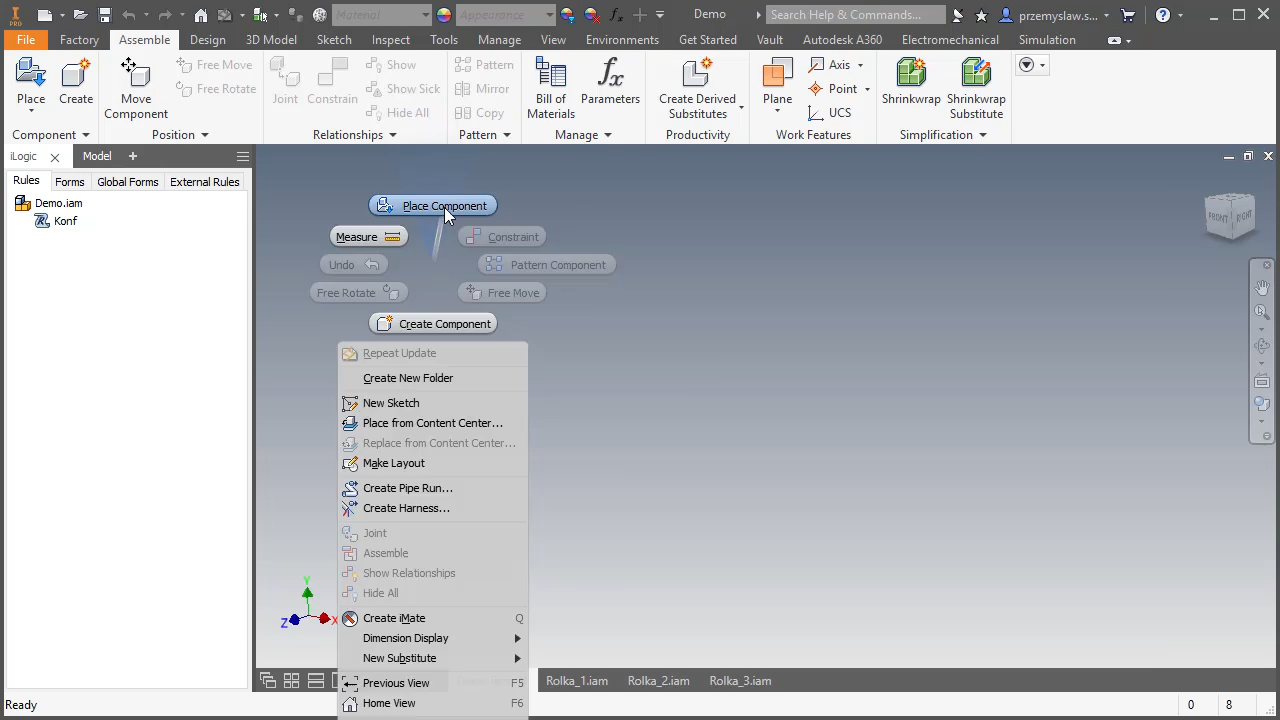 PRO
Material
Appearance
Demo
Search Help & Commands...
przemyslaw.s...
File
Factory
Assemble
Design
3D Model
Sketch
Inspect
Tools
Manage
View
Environments
Get Started
Vault
Autodesk A360
Electromechanical
Simulation
Place
Create
Move
Component
Free Move
Free Rotate
Joint
Constrain
Show
Show Sick
Hide All
Pattern
Mirror
Copy
Bill of
Materials
Parameters
Create Derived
Substitutes
Plane
Axis
Point
UCS
Shrinkwrap
Shrinkwrap
Substitute
Component
Position
Relationships
Pattern
Manage
Productivity
Work Features
Simplification
iLogic
Model
Rules
Forms
Global Forms
External Rules
Demo.iam
Konf
Place Component
Measure
Constraint
Undo
Pattern Component
Free Rotate
Free Move
Create Component
Repeat Update
Create New Folder
New Sketch
Place from Content Center...
Replace from Content Center...
Make Layout
Create Pipe Run...
Create Harness...
Joint
Assemble
Show Relationships
Hide All
Create iMate Q
Dimension Display
New Substitute
Previous View F5
Home View F6
FRONT
RIGHT
Y
Z
X
Rolka_1.iam
Rolka_2.iam
Rolka_3.iam
Ready
0
8